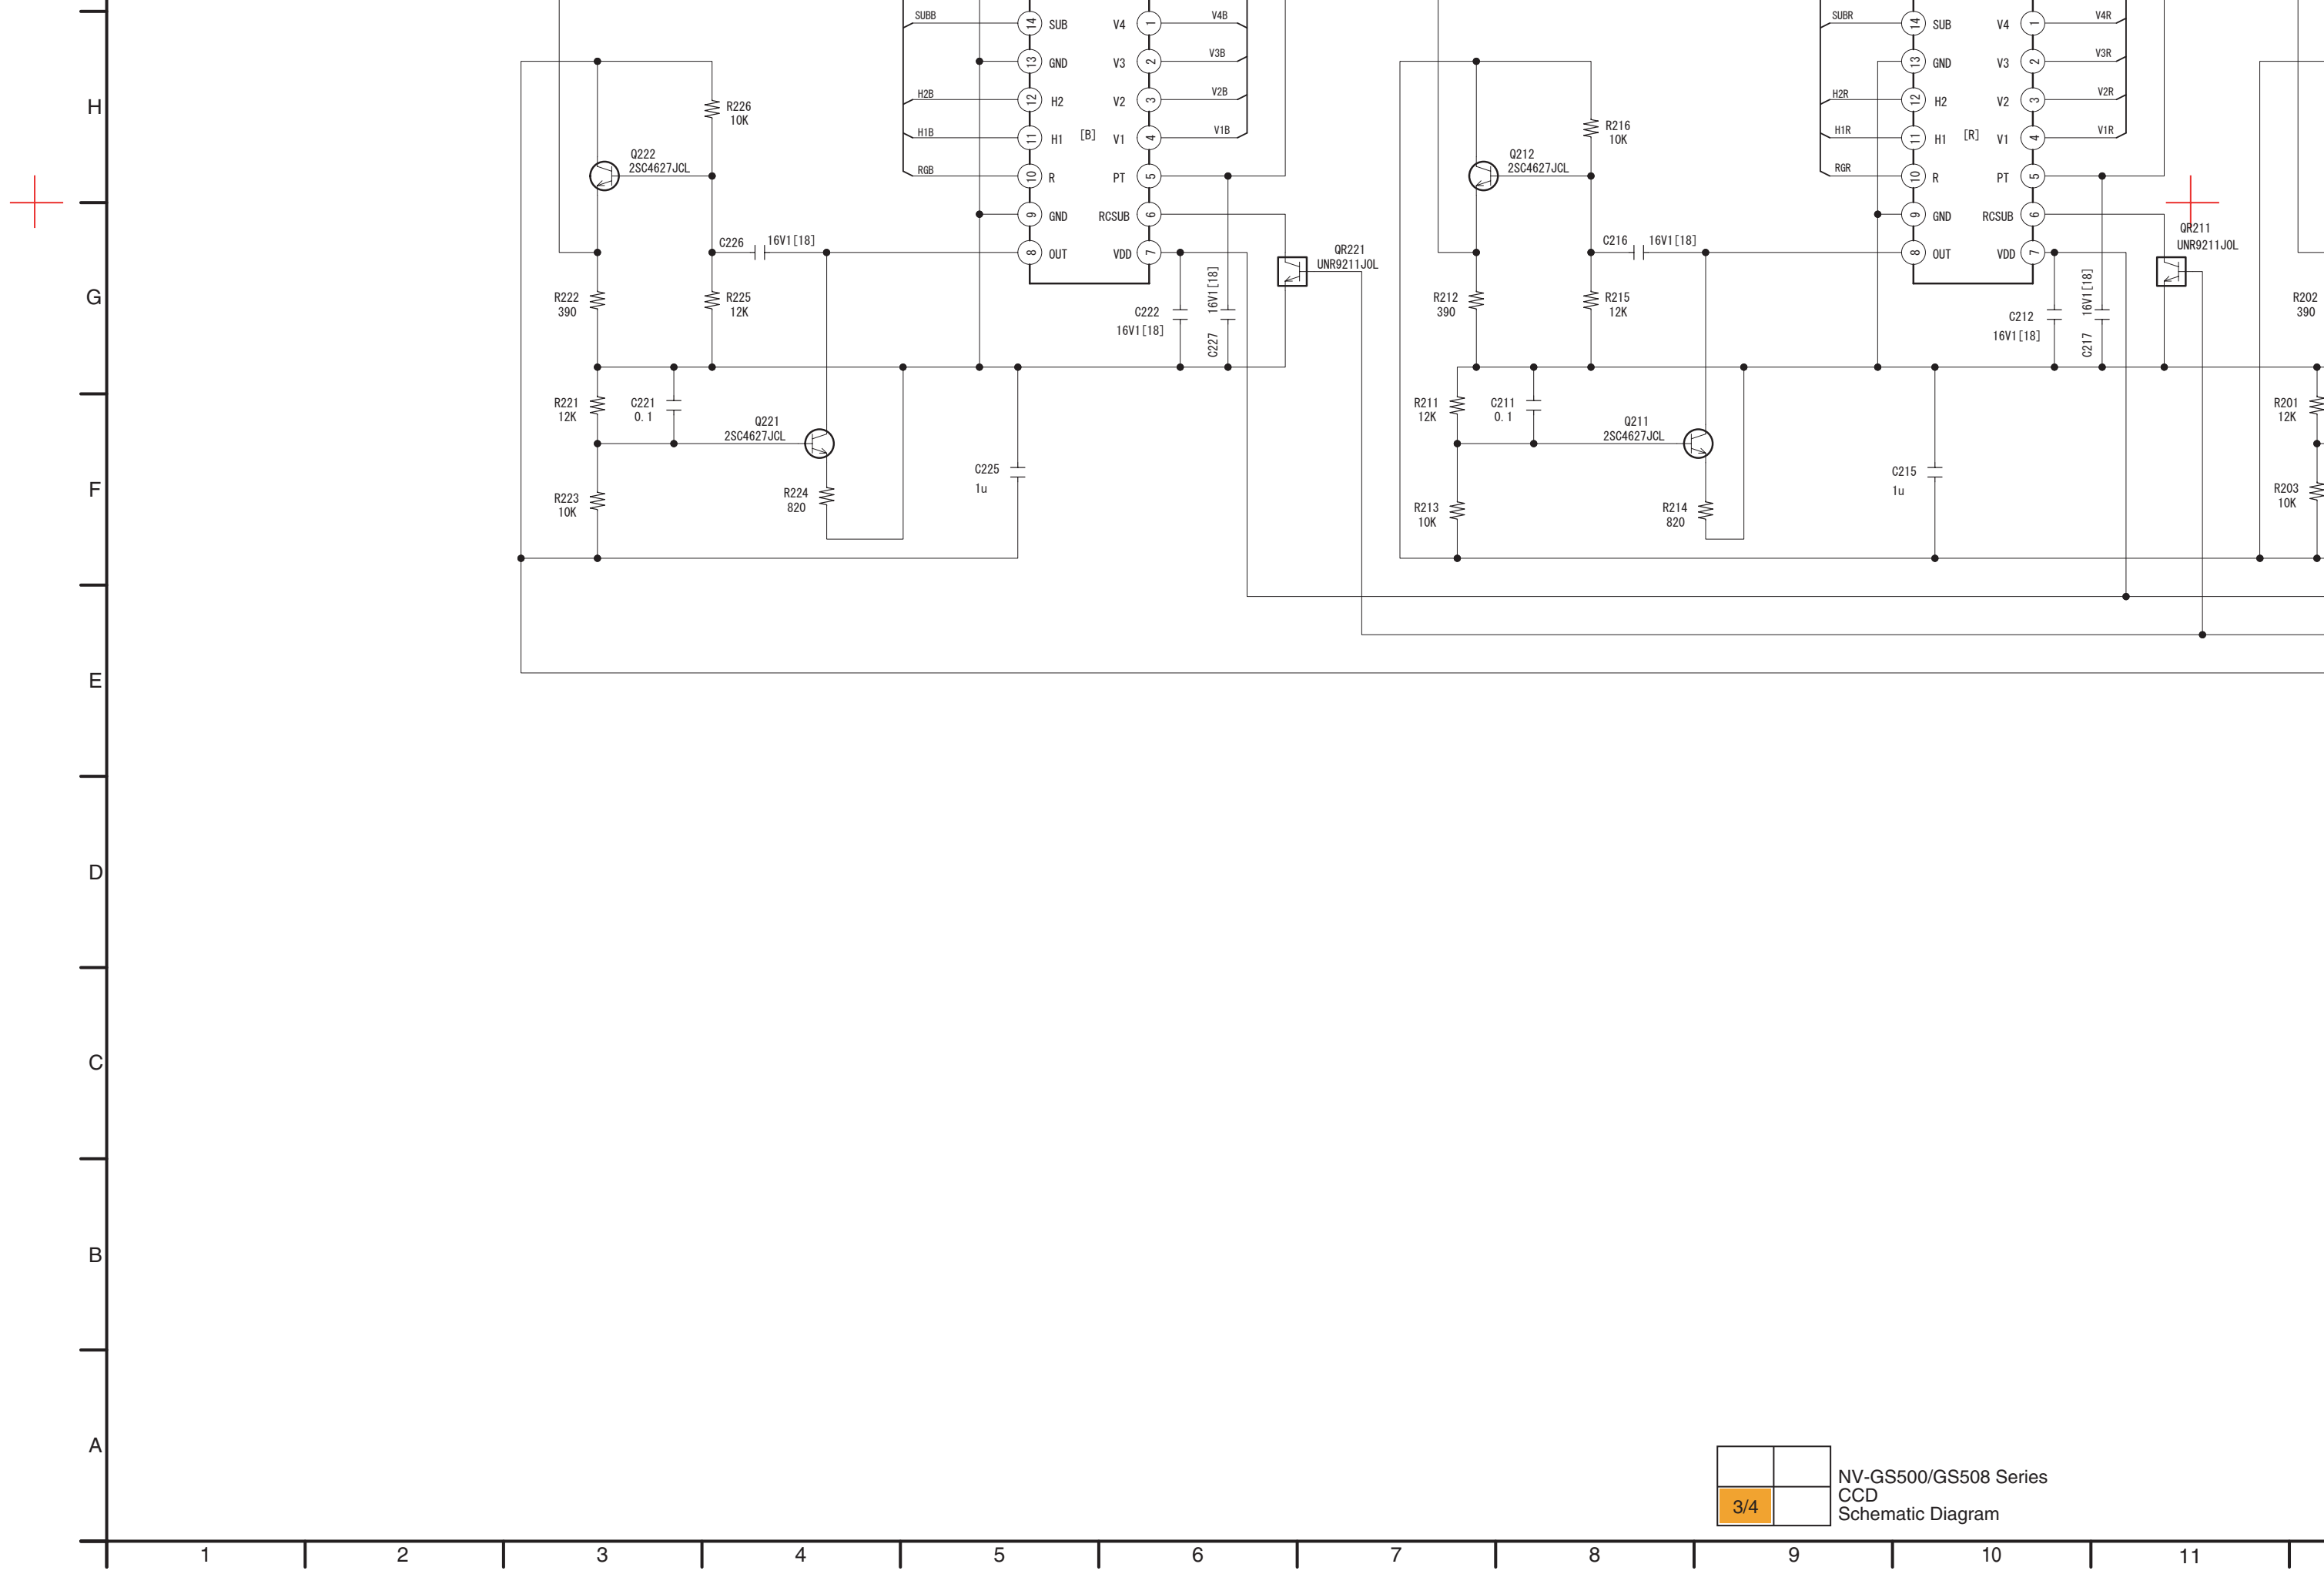 SUBB
14
SUB
V4
1
V4B
13
GND
V3
2
V3B
H2B
12
H2
V2
3
V2B
H1B
11
H1
[B]
V1
4
V1B
RGB
10
R
PT
5
9
GND
RCSUB
6
8
OUT
VDD
7
R226
10K
Q222
2SC4627JCL
C226
16V1[18]
R222
390
R225
12K
C222
16V1[18]
16V1[18]
C227
QR221
UNR9211J0L
R221
12K
C221
0.1
Q221
2SC4627JCL
R223
10K
R224
820
C225
1u
SUBR
14
SUB
V4
1
V4R
13
GND
V3
2
V3R
H2R
12
H2
V2
3
V2R
H1R
11
H1
[R]
V1
4
V1R
RGR
10
R
PT
5
9
GND
RCSUB
6
8
OUT
VDD
7
R216
10K
Q212
2SC4627JCL
C216
16V1[18]
R212
390
R215
12K
C212
16V1[18]
16V1[18]
C217
QR211
UNR9211J0L
R211
12K
C211
0.1
Q211
2SC4627JCL
R213
10K
R214
820
C215
1u
R202
390
R201
12K
R203
10K
H
G
F
E
D
C
B
A
3/4
NV-GS500/GS508 Series
CCD
Schematic Diagram
1
2
3
4
5
6
7
8
9
10
11